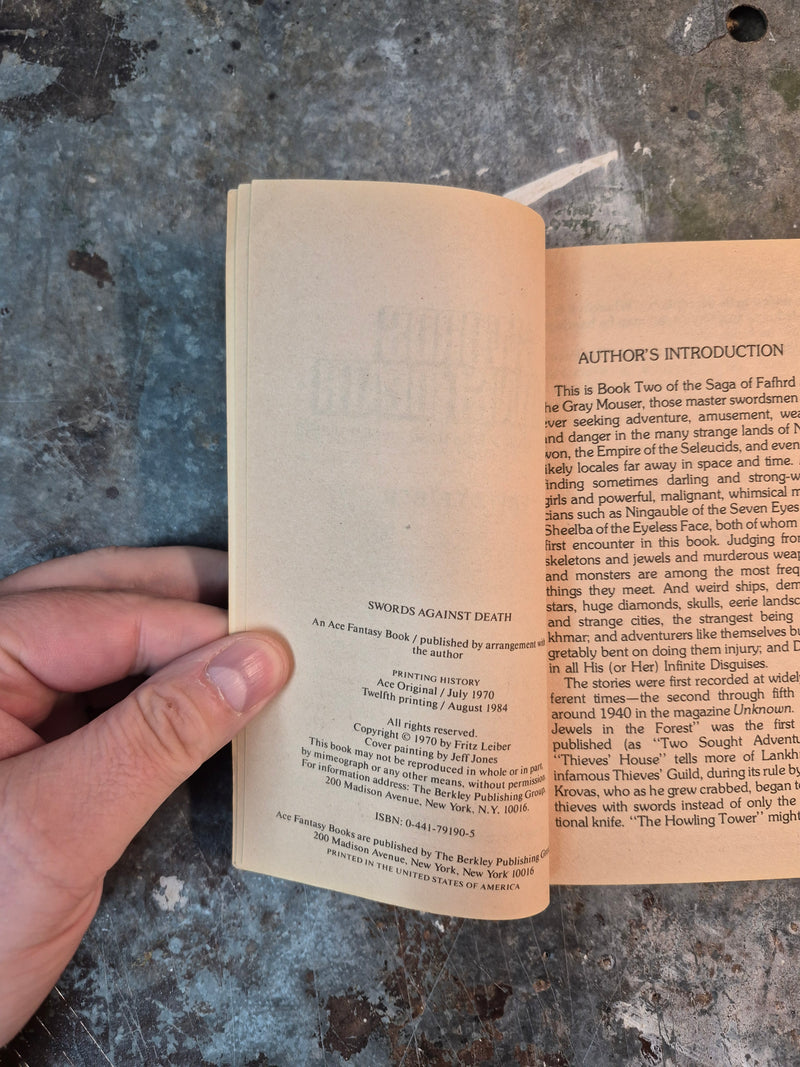 SWORDS AGAINST DEATH
An Ace Fantasy Book / published by arrangement with
the author
PRINTING HISTORY
Ace Original / July 1970
Twelfth printing / August 1984
All rights reserved.
Copyright © 1970 by Fritz Leiber
Cover painting by Jeff Jones
This book may not be reproduced in whole or in part,
by mimeograph or any other means, without permission.
For information address: The Berkley Publishing Group,
200 Madison Avenue, New York, N.Y. 10016.
ISBN: 0-441-79190-5
Ace Fantasy Books are published by The Berkley Publishing
200 Madison Avenue, New York, New York 10016
PRINTED IN THE UNITED STATES OF AMERICA
AUTHOR'S INTRODUCTION
This is Book Two of the Saga of Fafhrd
he Gray Mouser, those master swordsmen
ever seeking adventure, amusement, wea
and danger in the many strange lands of N
won, the Empire of the Seleucids, and even
ikely locales far away in space and time.
inding sometimes darling and strong-w
girls and powerful, malignant, whimsical m
cians such as Ningauble of the Seven Eyes
Sheelba of the Eyeless Face, both of whom
first encounter in this book. Judging from
skeletons and jewels and murderous weap
and monsters are among the most freq
things they meet. And weird ships, dem
stars, huge diamonds, skulls, eerie landsc
and strange cities, the strangest being
khmar; and adventurers like themselves bu
gretably bent on doing them injury; and D
in all His (or Her) Infinite Disguises.
The stories were first recorded at widely
ferent times—the second through fifth
around 1940 in the magazine Unknown.
Jewels in the Forest” was the first
published (as “Two Sought Adventu
“Thieves’ House” tells more of Lankh
infamous Thieves’ Guild, during its rule by
Krovas, who as he grew crabbed, began to
thieves with swords instead of only the
tional knife. “The Howling Tower” might